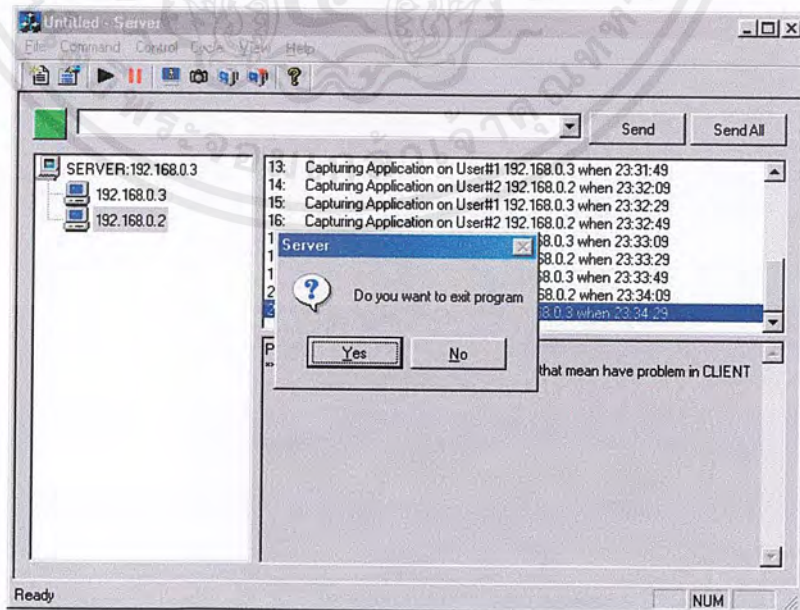 Untitled - Server
File Command Control Cycle View Help
Send
Send All
SERVER:192.168.0.3
192.168.0.3
192.168.0.2
13: Capturing Application on User#1 192.168.0.3 when 23:31:49
14: Capturing Application on User#2 192.168.0.2 when 23:32:09
15: Capturing Application on User#1 192.168.0.3 when 23:32:29
16: Capturing Application on User#2 192.168.0.2 when 23:32:49
1 68.0.3 when 23:33:09
1 68.0.2 when 23:33:29
1 68.0.3 when 23:33:49
2 68.0.2 when 23:34:09
68.0.3 when 23:34:29
Server
Do you want to exit program
Yes
No
P
that mean have problem in CLIENT
Ready
NUM